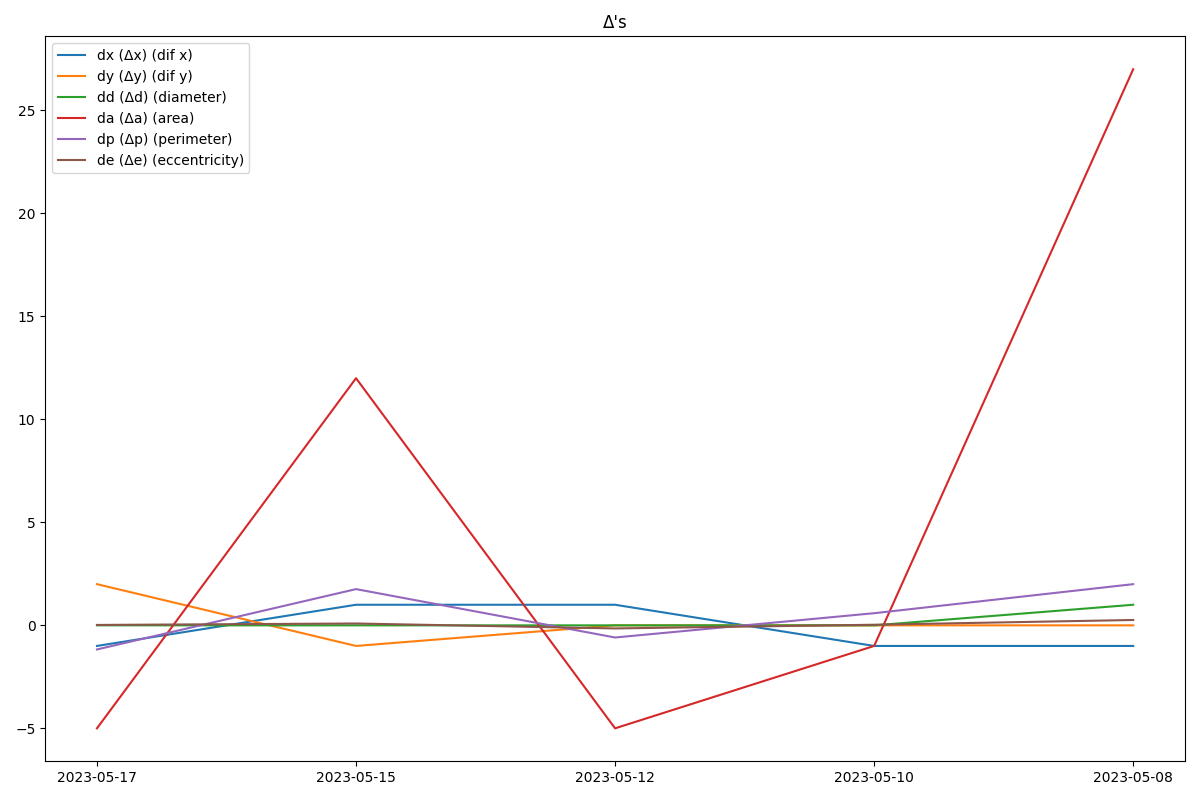 Δ's
dx (Δx) (dif x)
dy (Δy) (dif y)
dd (Δd) (diameter)
da (Δa) (area)
dp (Δp) (perimeter)
de (Δe) (eccentricity)
25
20
15
10
5
0
−5
2023-05-17 2023-05-15 2023-05-12 2023-05-10 2023-05-08